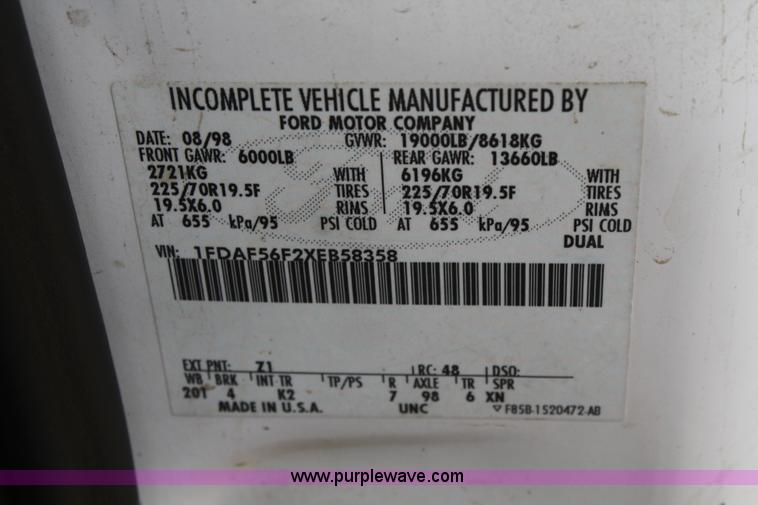 INCOMPLETE VEHICLE MANUFACTURED BY
FORD MOTOR COMPANY
DATE: 08/98 GVWR: 19000LB/8618KG
FRONT GAWR: 6000LB REAR GAWR: 13660LB
2721KG WITH 6196KG WITH
225/70R19.5F TIRES 225/70R19.5F TIRES
19.5X6.0 RIMS 19.5X6.0 RIMS
AT 655 kPa/95 PSI COLD AT 655 kPa/95 PSI COLD
DUAL
VIN: 1FDAF56F2XEB58358
EXT PNT: Z1 RC: 48 DSO:
WB BRK INT TR TP/PS R AXLE TR SPR
201 4 K2 7 98 6 XN
MADE IN U.S.A. UNC F85B-1520472-AB
www.purplewave.com